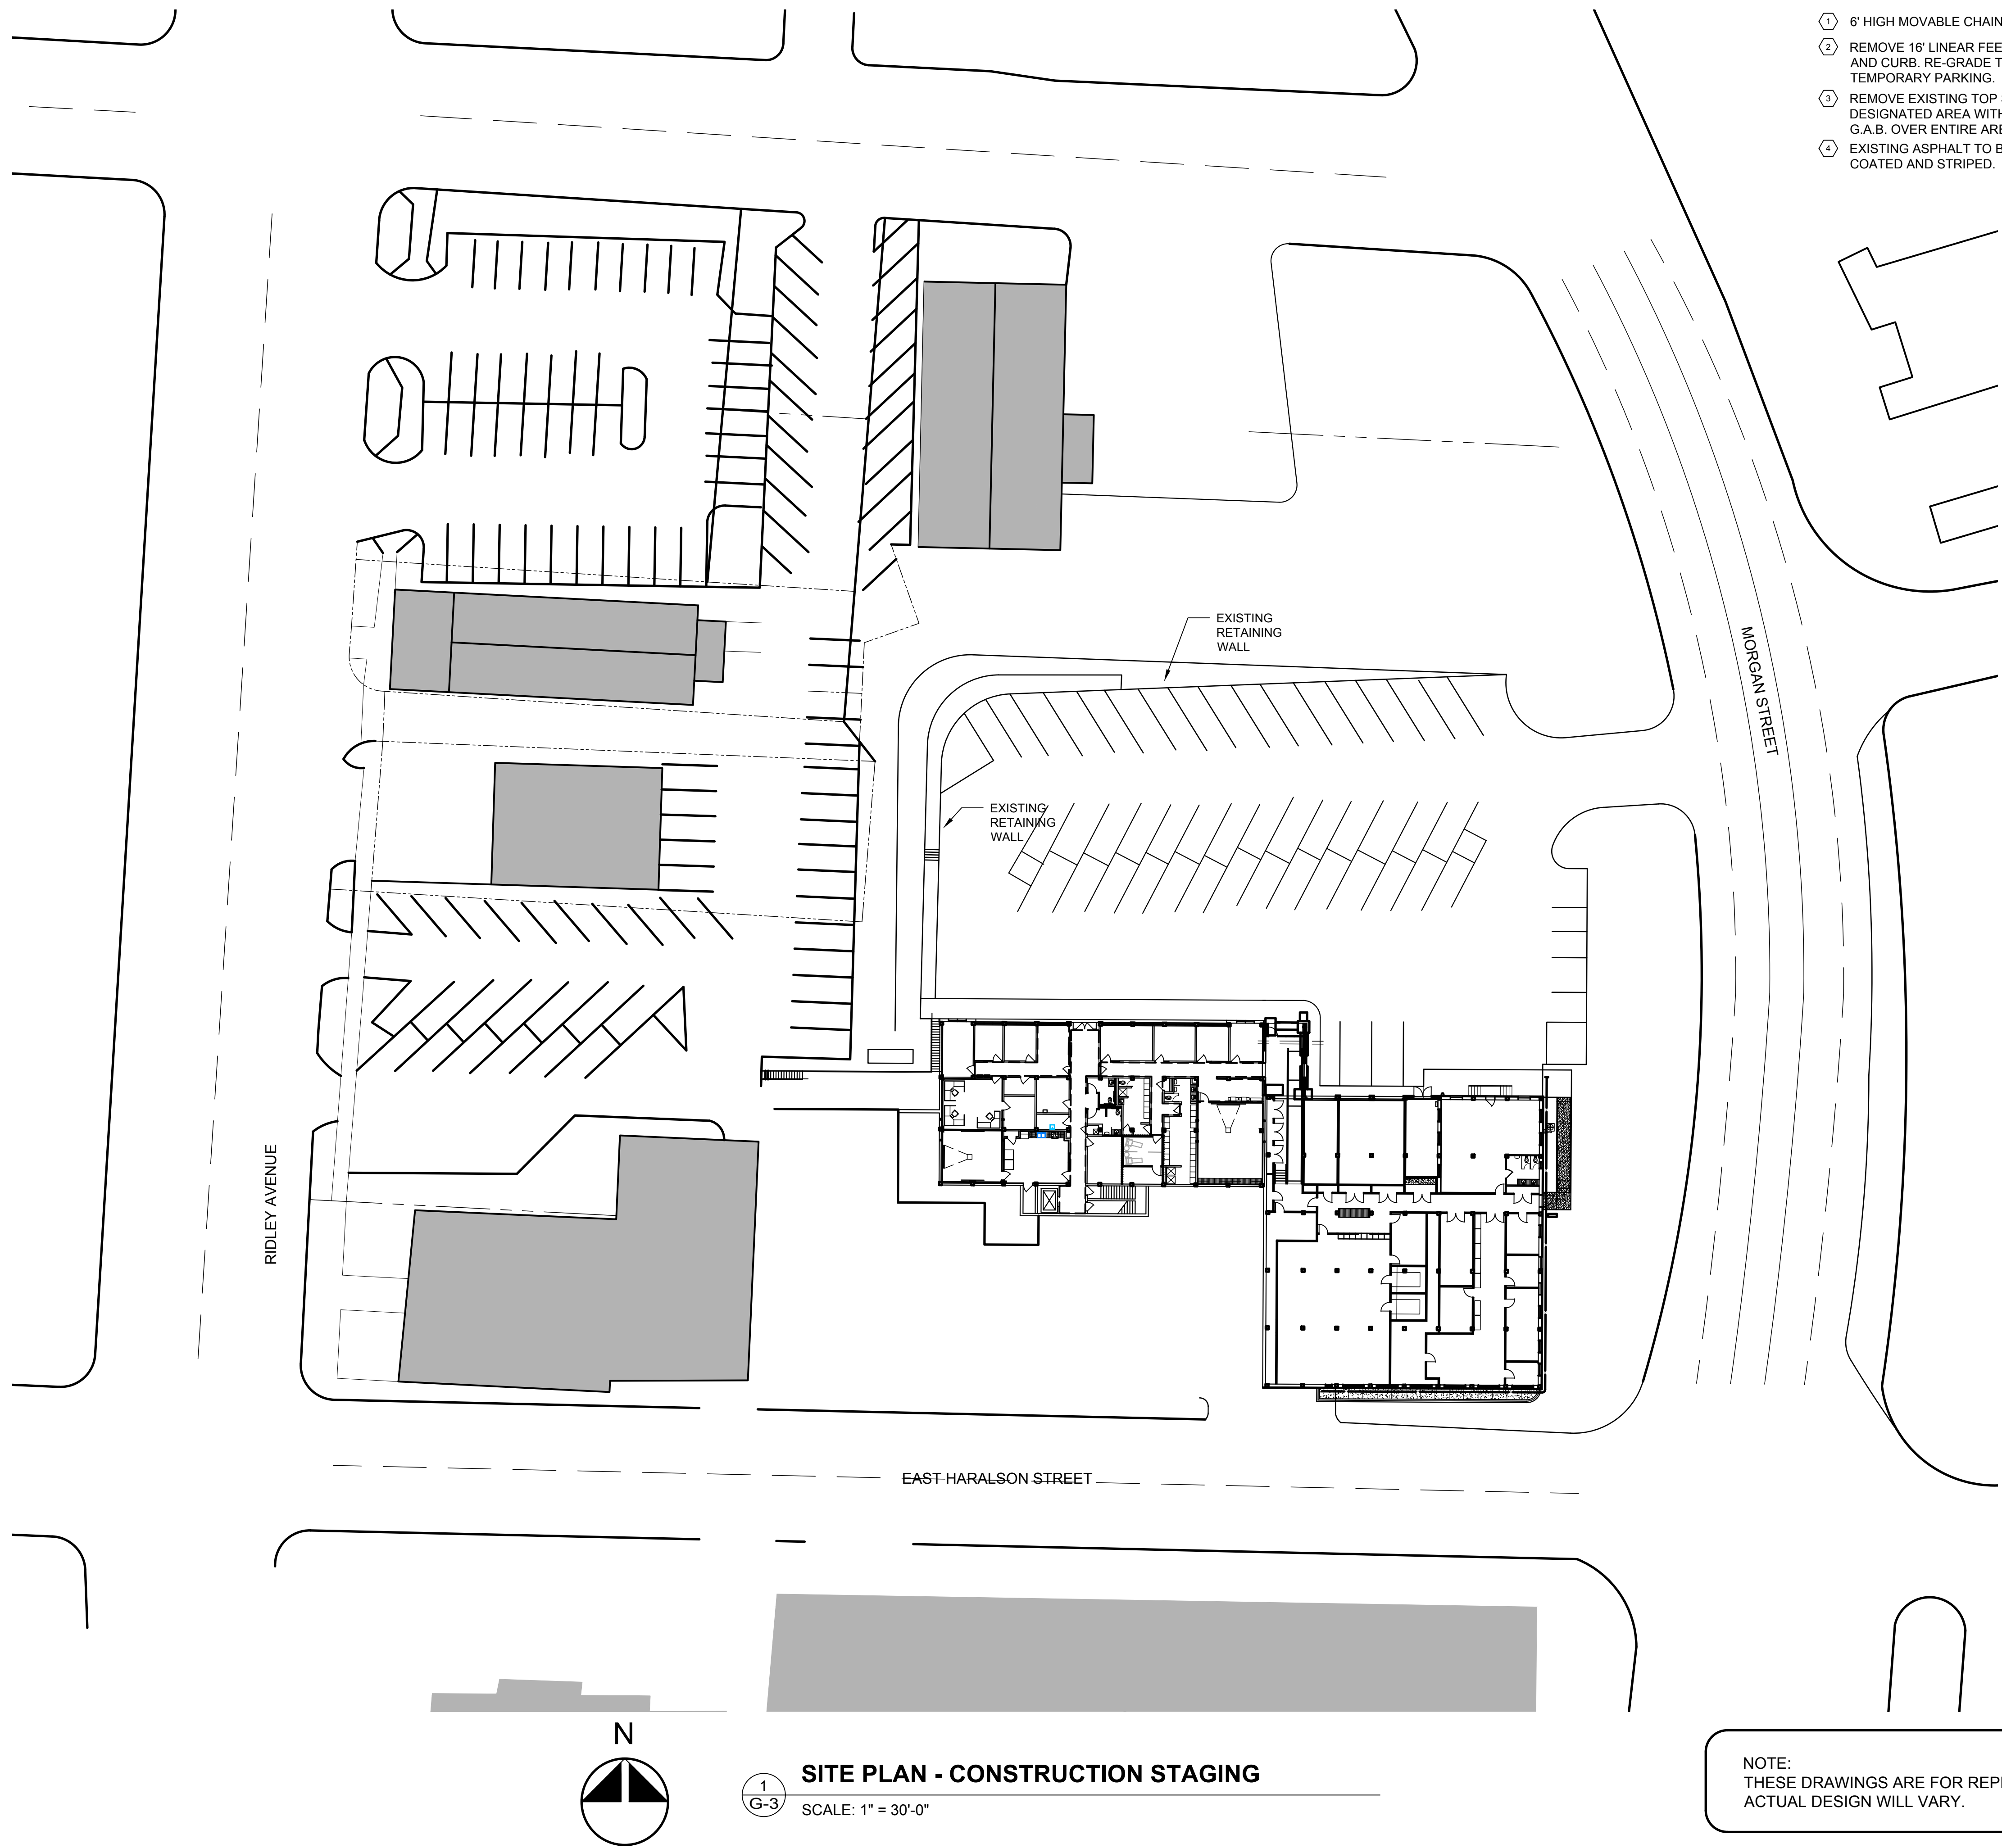 1 6' HIGH MOVABLE CHAIN
2 REMOVE 16' LINEAR FEE
AND CURB. RE-GRADE T
TEMPORARY PARKING.
3 REMOVE EXISTING TOP
DESIGNATED AREA WITH
G.A.B. OVER ENTIRE ARE
4 EXISTING ASPHALT TO B
COATED AND STRIPED.
EXISTING
RETAINING
WALL
MORGAN STREET
EXISTING
RETAINING
WALL
RIDLEY AVENUE
EAST HARALSON STREET
N
1
G-3
SITE PLAN - CONSTRUCTION STAGING
SCALE: 1" = 30'-0"
NOTE:
THESE DRAWINGS ARE FOR REP
ACTUAL DESIGN WILL VARY.